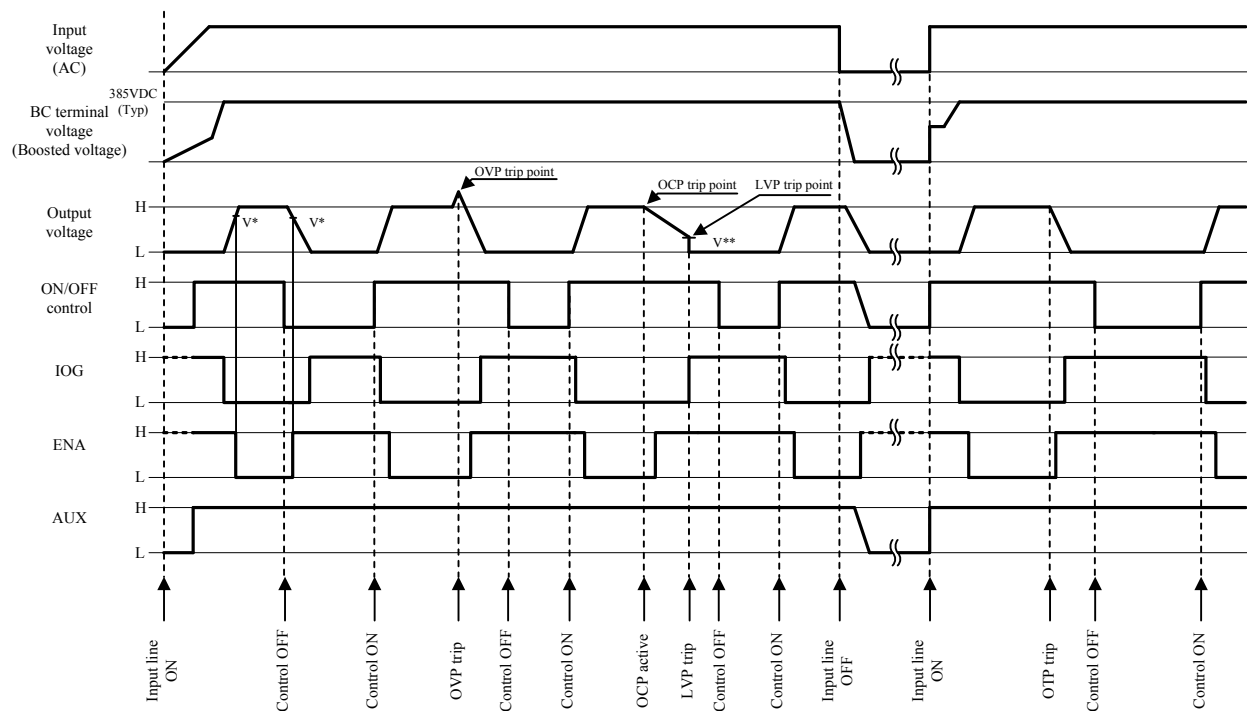 Input
voltage
(AC)
385VDC
(Typ)
BC terminal
voltage
(Boosted voltage)
OVP trip point
OCP trip point
LVP trip point
Output
voltage
H
L
V*
V*
V**
ON/OFF
control
H
L
IOG
H
L
ENA
H
L
AUX
H
L
Input line
ON
Control OFF
Control ON
OVP trip
Control OFF
Control ON
OCP active
LVP trip
Control OFF
Control ON
Input line
OFF
Input line
ON
OTP trip
Control OFF
Control ON